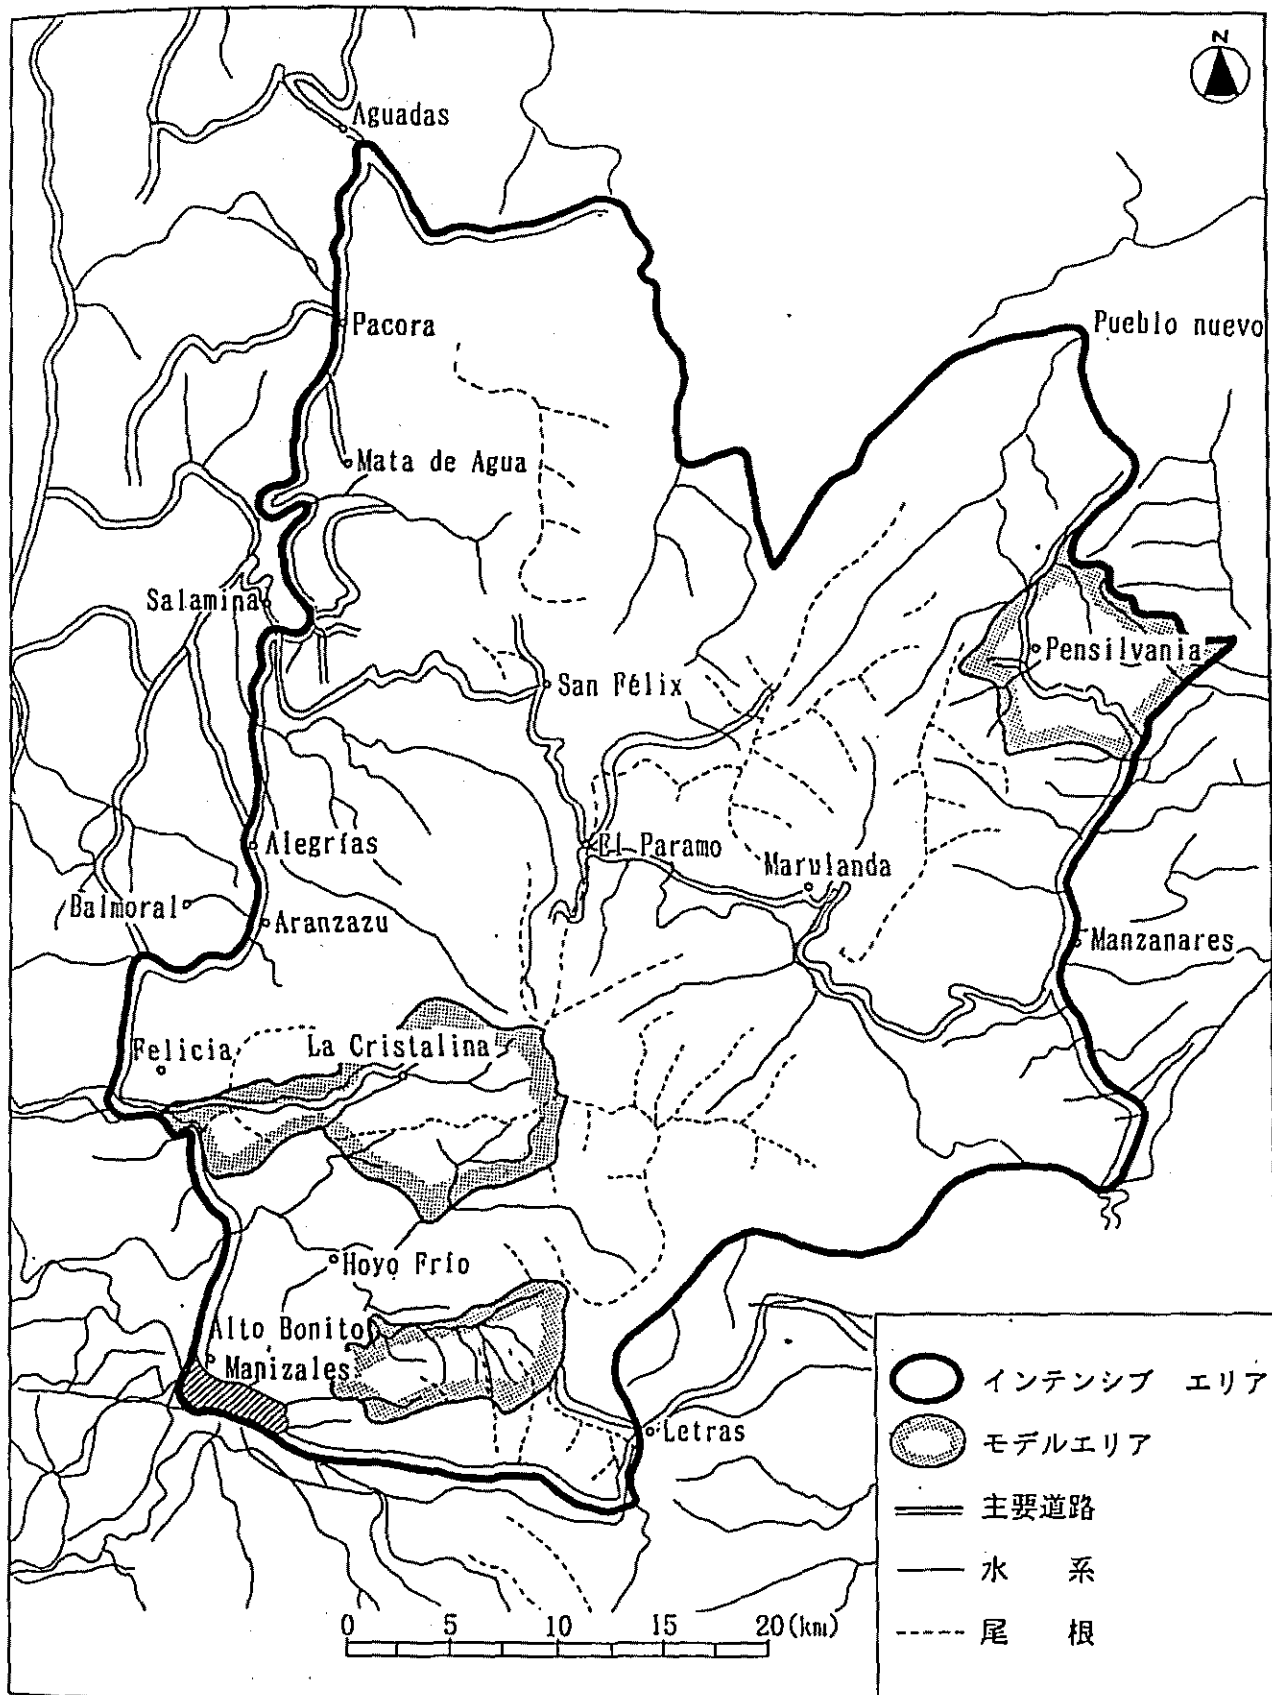 N
Aguadas
Pacora
Pueblo nuevo
Mata de Agua
Salamina
Pensilvania
San Félix
Alegrías
El Paramo
Marulanda
Balmoral
Aranzazu
Manzanares
Felicia
La Cristalina
Hoyo Frío
Alto Bonito
Manizales
Letras
インテンシブ エリア
モデルエリア
主要道路
水 系
尾 根
0 5 10 15 20(km)